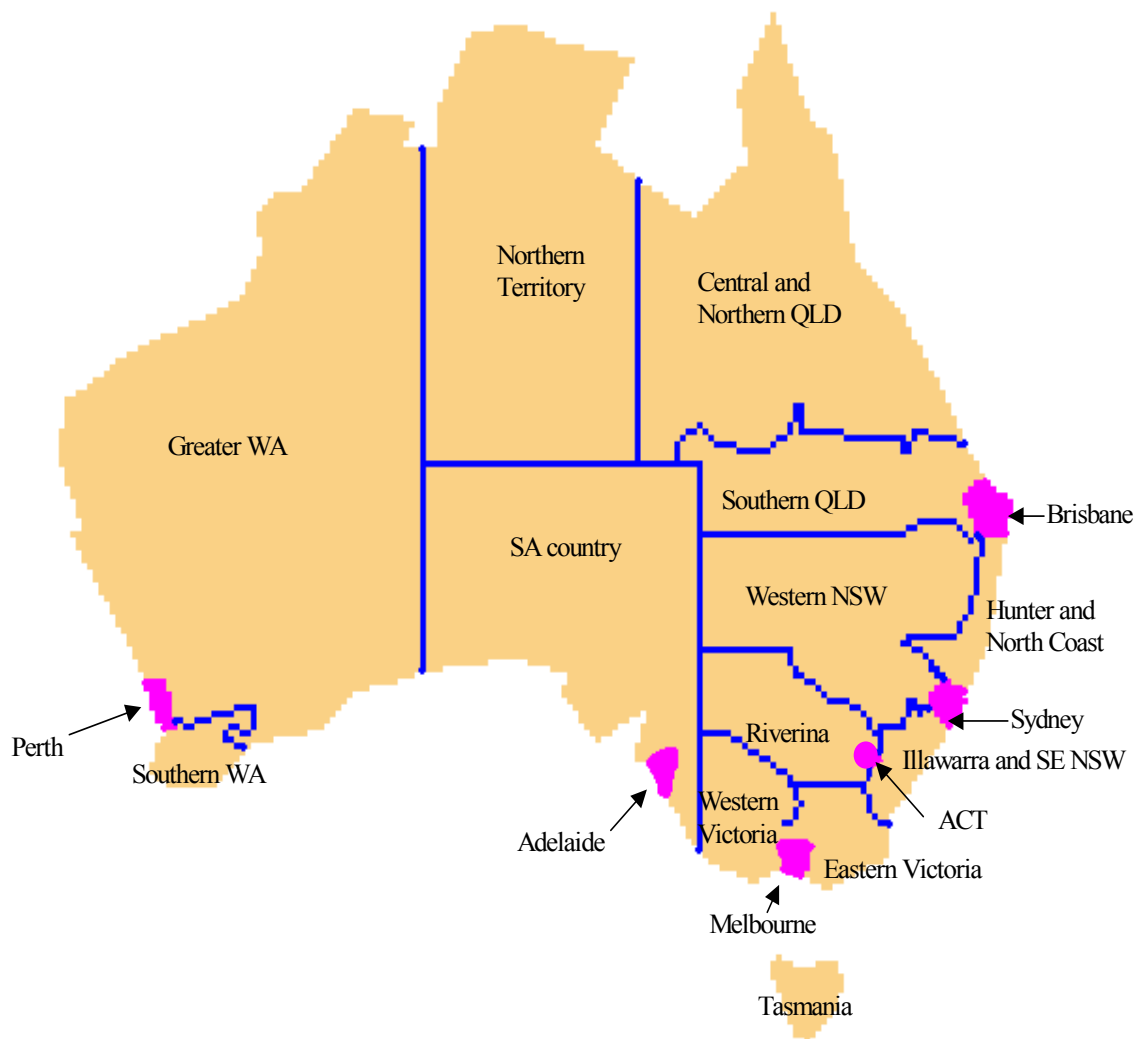 Northern
Territory
Central and
Northern QLD
Greater WA
Southern QLD
Brisbane
SA country
Western NSW
Hunter and
North Coast
Perth
Southern WA
Sydney
Riverina
Illawarra and SE NSW
Western
Victoria
ACT
Adelaide
Eastern Victoria
Melbourne
Tasmania